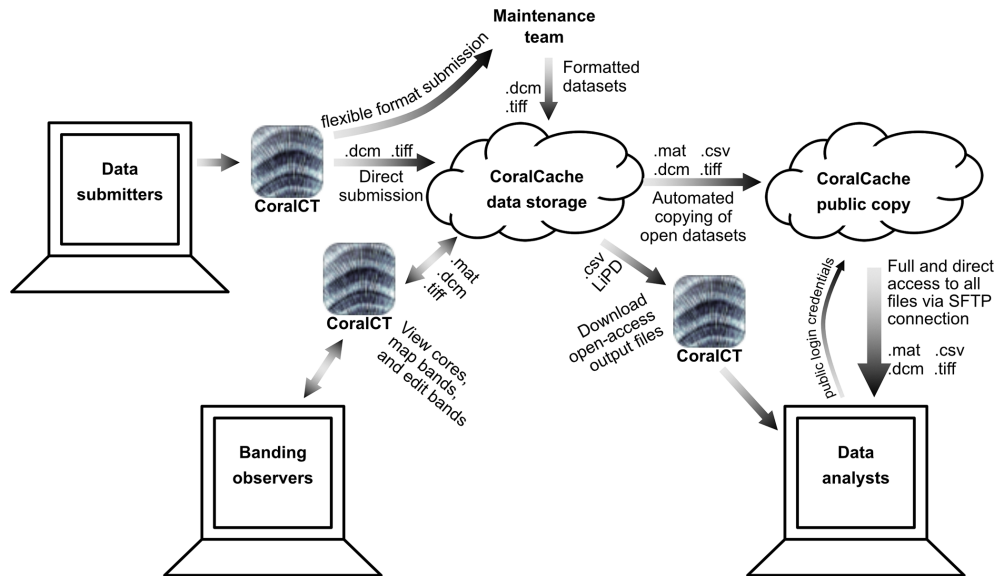 Maintenance
team
flexible format submission
.dcm
.tiff
Formatted
datasets
Data
submitters
CoralCT
.dcm .tiff
Direct
submission
CoralCache
data storage
.mat .csv
.dcm .tiff
Automated
copying of
open datasets
CoralCache
public copy
CoralCT
.mat
.dcm
.tiff
View cores,
map bands,
and edit bands
Banding
observers
.csv
LiPD
Download
open-access
output files
CoralCT
public login credentials
Full and direct
access to all
files via SFTP
connection
.mat .csv
.dcm .tiff
Data
analysts